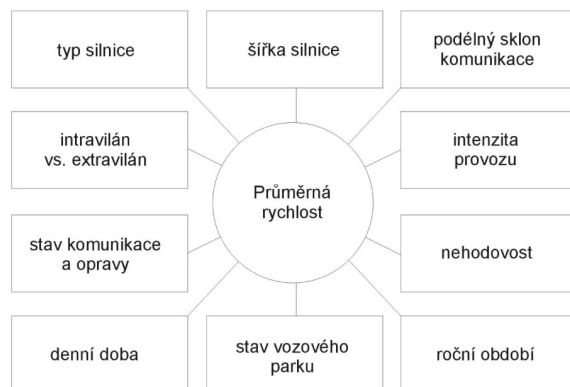 typ silnice
šířka silnice
podélný sklon
komunikace
intravilán
vs. extravilán
intenzita
provozu
Průměrná
rychlost
stav komunikace
a opravy
nehodovost
denní doba
stav vozového
parku
roční období